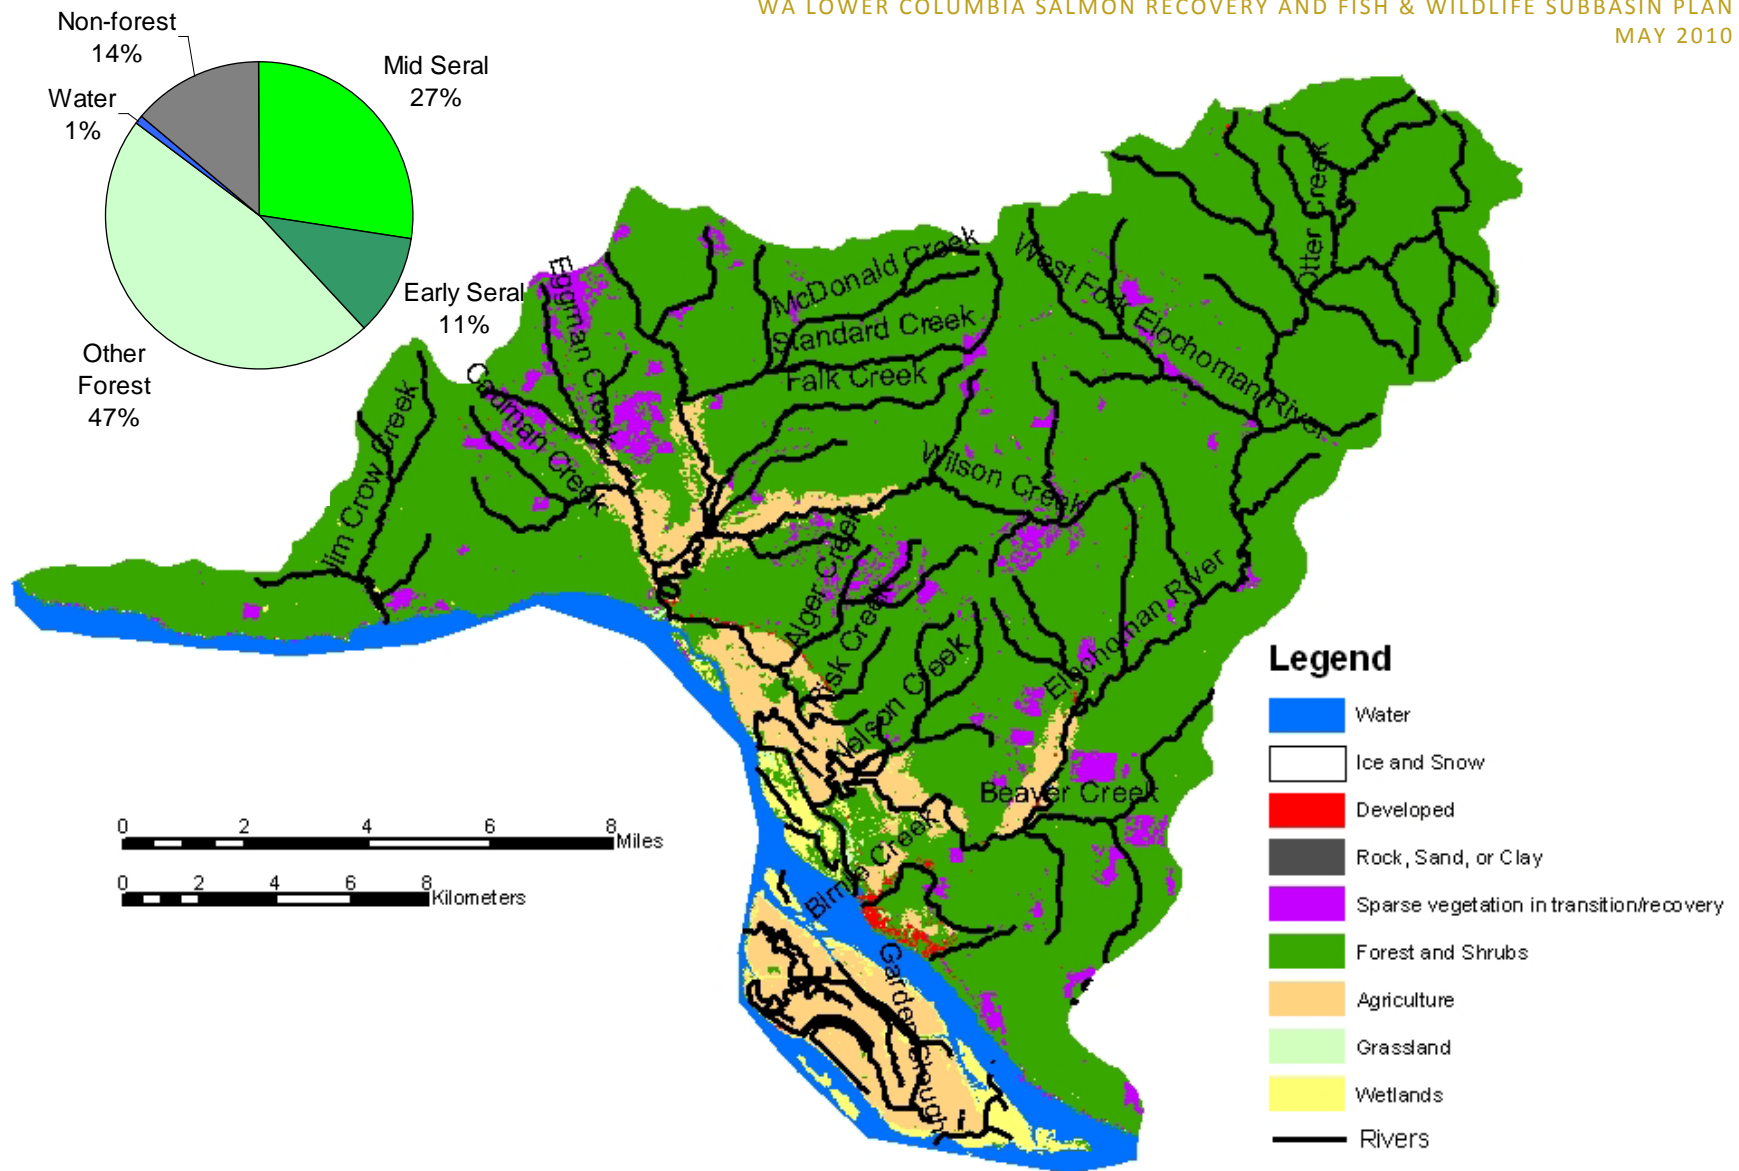 WA LOWER COLUMBIA SALMON RECOVERY AND FISH & WILDLIFE SUBBASIN PLAN
MAY 2010
Non-forest
14%
Water
1%
Mid Seral
27%
Early Seral
11%
Other
Forest
47%
Otter Creek
McDonald Creek
West Fork Elochoman River
Eggman Creek
Standard Creek
Falk Creek
Cadman Creek
Jim Crow Creek
Wilson Creek
Alger Creek
Risk Creek
Nelson Creek
Elochoman River
Beaver Creek
Birnie Creek
Garden Slough
0 2 4 6 8
Miles
0 2 4 6 8
Kilometers
Legend
Water
Ice and Snow
Developed
Rock, Sand, or Clay
Sparse vegetation in transition/recovery
Forest and Shrubs
Agriculture
Grassland
Wetlands
Rivers